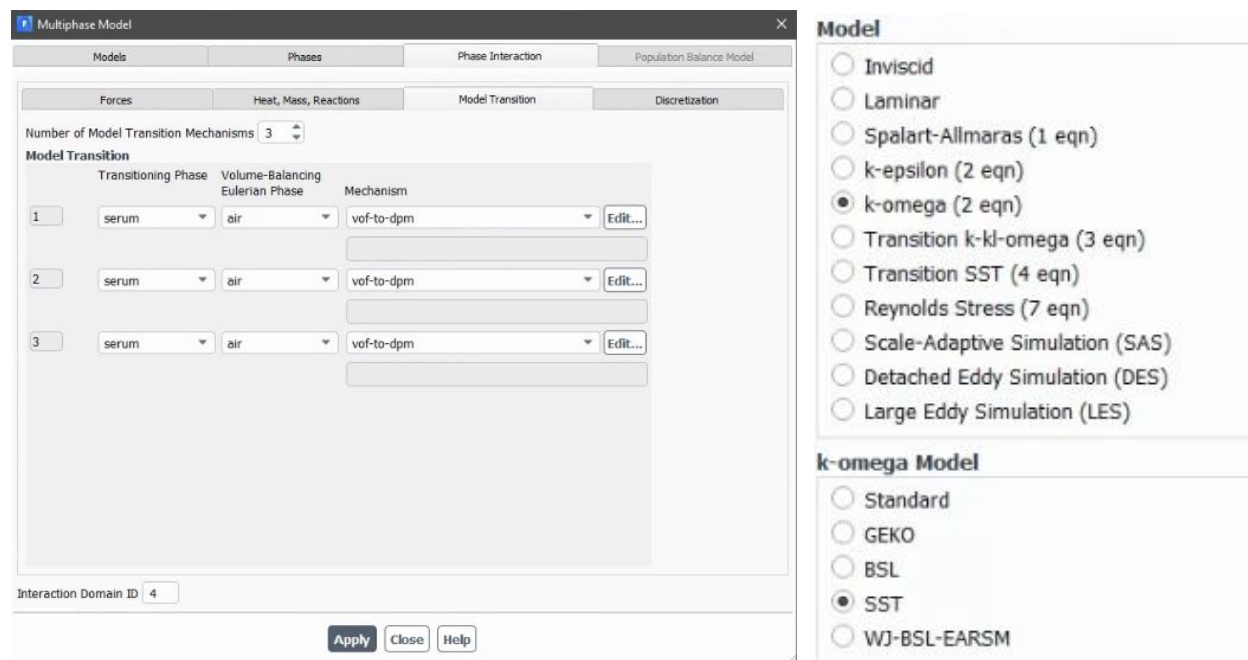 Multiphase Model
Models Phases Phase Interaction Population Balance Model
Forces Heat, Mass, Reactions Model Transition Discretization
Number of Model Transition Mechanisms 3
Model Transition
Transitioning Phase Volume-Balancing
Eulerian Phase Mechanism
1 serum air vof-to-dpm Edit...
2 serum air vof-to-dpm Edit...
3 serum air vof-to-dpm Edit...
Interaction Domain ID 4
Apply Close Help
Model
Inviscid
Laminar
Spalart-Allmaras (1 eqn)
k-epsilon (2 eqn)
k-omega (2 eqn)
Transition k-kl-omega (3 eqn)
Transition SST (4 eqn)
Reynolds Stress (7 eqn)
Scale-Adaptive Simulation (SAS)
Detached Eddy Simulation (DES)
Large Eddy Simulation (LES)
k-omega Model
Standard
GEKO
BSL
SST
WJ-BSL-EARSM